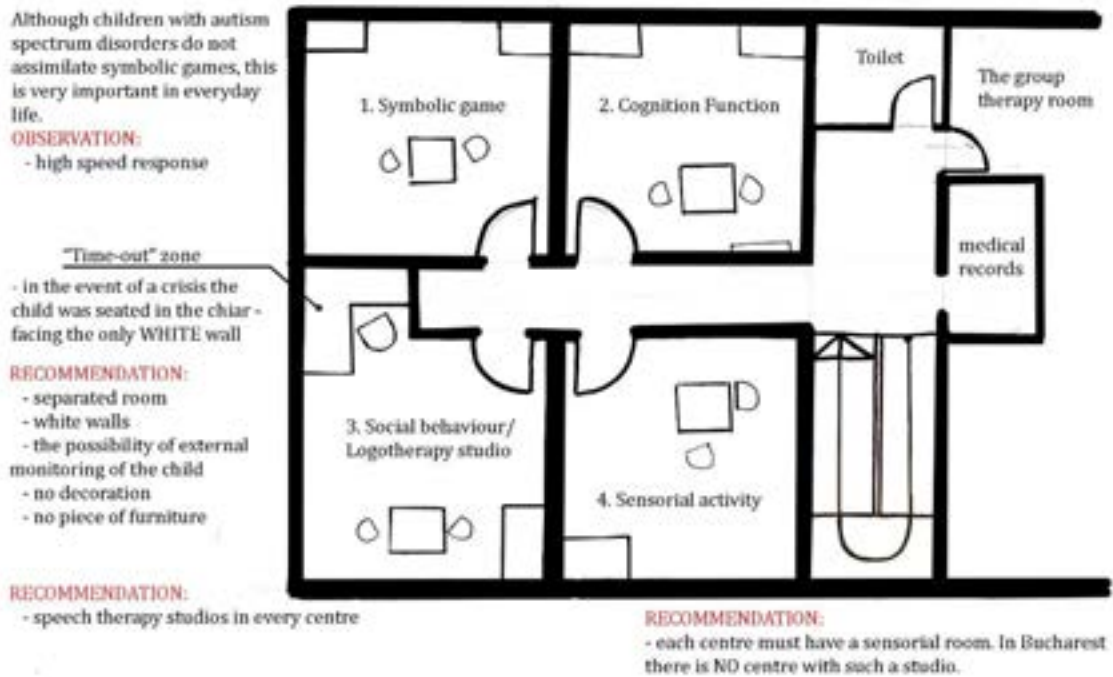 Although children with autism
spectrum disorders do not
assimilate symbolic games, this
is very important in everyday
life.
OBSERVATION:
- high speed response
"Time-out" zone
- in the event of a crisis the
child was seated in the chiar -
facing the only WHITE wall
RECOMMENDATION:
- separated room
- white walls
- the possibility of external
monitoring of the child
- no decoration
- no piece of furniture
RECOMMENDATION:
- speech therapy studios in every centre
1. Symbolic game
2. Cognition Function
Toilet
The group
therapy room
medical
records
3. Social behaviour/
Logotherapy studio
4. Sensorial activity
RECOMMENDATION:
- each centre must have a sensorial room. In Bucharest
there is NO centre with such a studio.